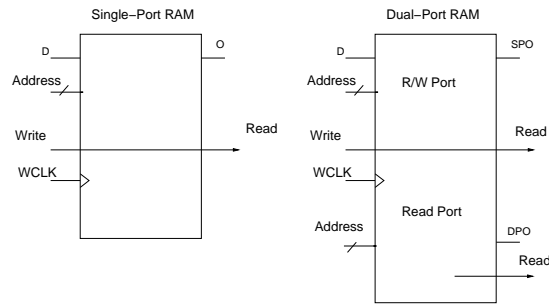 Single−Port RAM
D
O
Address
Write
Read
WCLK
Dual−Port RAM
D
SPO
Address
R/W Port
Write
Read
WCLK
Read Port
Address
DPO
Read